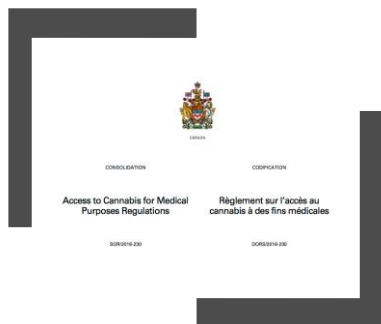 CANADA
CONSOLIDATION
CODIFICATION
Access to Cannabis for Medical
Purposes Regulations
Règlement sur l'accès au
cannabis à des fins médicales
SOR/2016-230
DORS/2016-230